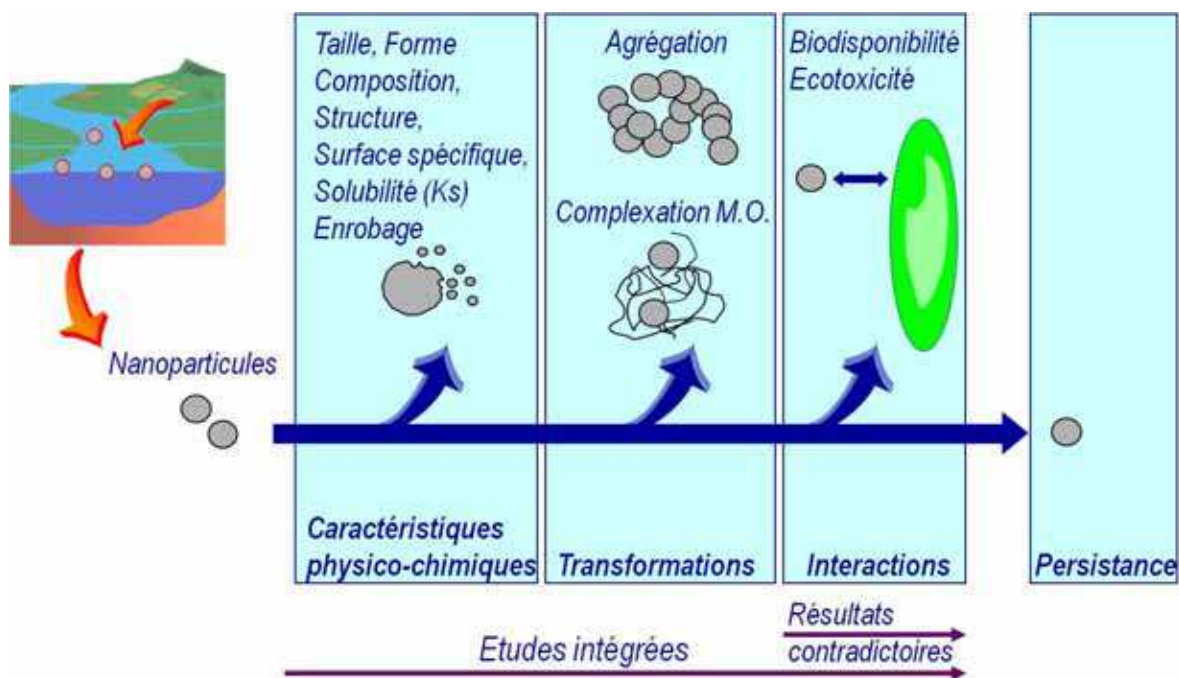 Nanoparticules
Taille, Forme
Composition,
Structure,
Surface spécifique,
Solubilité (Ks)
Enrobage
Caractéristiques
physico-chimiques
Agrégation
Complexation M.O.
Transformations
Biodisponibilité
Ecotoxicité
Interactions
Persistance
Etudes intégrées
Résultats
contradictoires